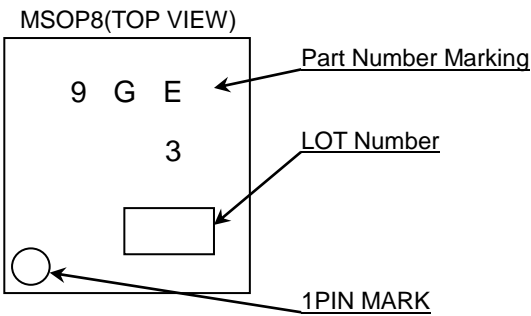 MSOP8(TOP VIEW)
Part Number Marking
9 G E
LOT Number
3
1PIN MARK